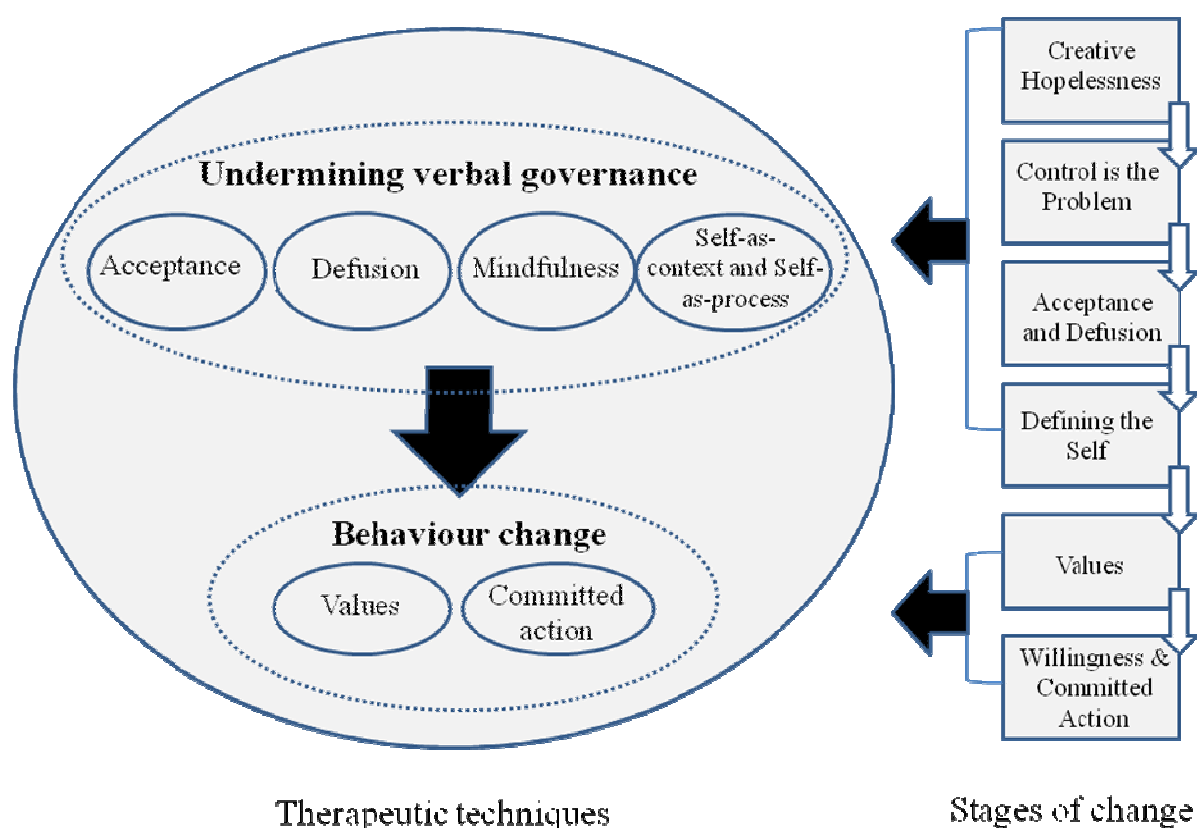 Undermining verbal governance
Acceptance
Defusion
Mindfulness
Self-as-
context and Self-
as-process
Behaviour change
Values
Committed
action
Therapeutic techniques
Creative
Hopelessness
Control is the
Problem
Acceptance
and Defusion
Defining the
Self
Values
Willingness &
Committed
Action
Stages of change